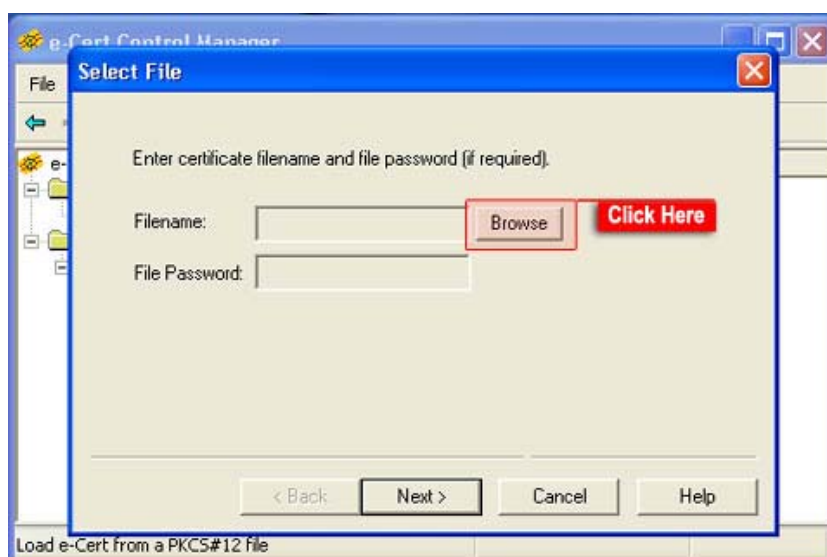 e-Cert Control Manager
Select File
File
e-
Enter certificate filename and file password (if required).
Filename:
Browse
Click Here
File Password:
< Back
Next >
Cancel
Help
Load e-Cert from a PKCS#12 file